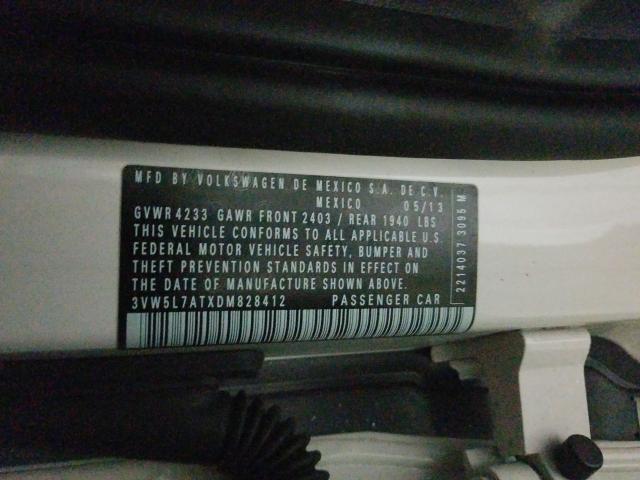 MFD BY VOLKSWAGEN DE MEXICO S.A. DE C.V.
MEXICO 05/13
GVWR 4233 GAWR FRONT 2403 / REAR 1940 LBS
THIS VEHICLE CONFORMS TO ALL APPLICABLE U.S
FEDERAL MOTOR VEHICLE SAFETY, BUMPER AND
THEFT PREVENTION STANDARDS IN EFFECT ON
THE DATE OF MANUFACTURE SHOWN ABOVE.
3VW5L7ATXDM828412 PASSENGER CAR
2214037 3095 M